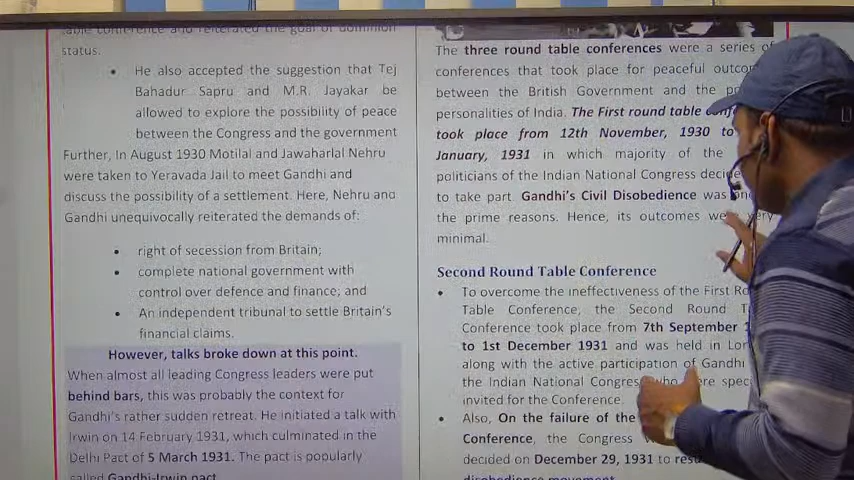 table conference and reiterated the goal of dominion
status.
• He also accepted the suggestion that Tej
Bahadur Sapru and M.R. Jayakar be
allowed to explore the possibility of peace
between the Congress and the government
Further, In August 1930 Motilal and Jawaharlal Nehru
were taken to Yeravada Jail to meet Gandhi and
discuss the possibility of a settlement. Here, Nehru and
Gandhi unequivocally reiterated the demands of:
• right of secession from Britain;
• complete national government with
control over defence and finance; and
• An independent tribunal to settle Britain's
financial claims.
However, talks broke down at this point.
When almost all leading Congress leaders were put
behind bars, this was probably the context for
Gandhi's rather sudden retreat. He initiated a talk with
Irwin on 14 February 1931, which culminated in the
Delhi Pact of 5 March 1931. The pact is popularly
called Gandhi-Irwin pact
The three round table conferences were a series of
conferences that took place for peaceful
between the British Government and the
personalities of India. The First round table
took place from 12th November, 1930 to
January, 1931 in which majority of the
politicians of the Indian National Congress
to take part. Gandhi's Civil Disobedience was
the prime reasons. Hence, its outcomes were very
minimal.
Second Round Table Conference
• To overcome the ineffectiveness of the First
Table Conference, the Second Round
Conference took place from 7th September
to 1st December 1931 and was held in
along with the active participation of Gandhi
the Indian National Congress who were
invited for the Conference.
• Also, On the failure of the
Conference, the Congress
decided on December 29, 1931 to
disobedience movement